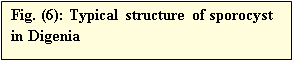 Fig. (6): Typical structure of sporocyst
in Digenia